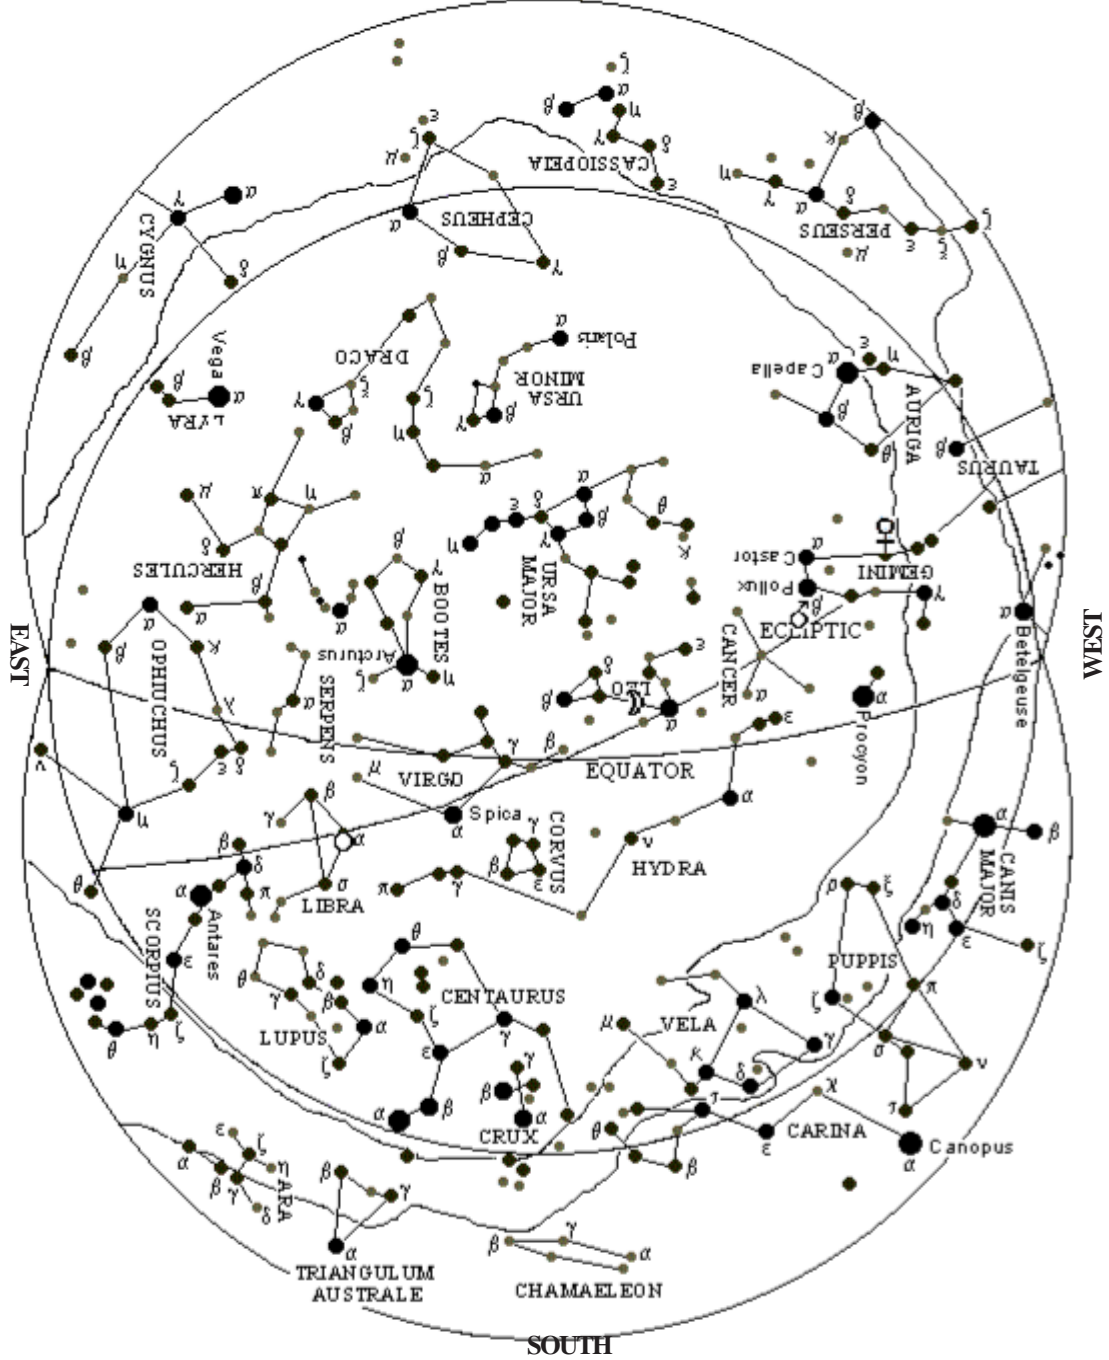 ζ
α
β
η
γ
δ
CASSIOPEIA
ε
β
κ
η
γ
α
δ
PERSEUS
ε
ξ
ζ
μ
ε
ζ
μ
CEPHEUS
α
β
γ
α
γ
CYGNUS
η
δ
β
Vega
α
β
LYRA
DRACO
ξ
γ
β
ζ
η
α
α
Polaris
URSA
MINOR
γ
β
ε
η
α
Capella
β
AURIGA
θ
β
TAURUS
μ
π
η
δ
HERCULES
β
α
α
β
γ
BOOTES
Arcturus
α
ζ
η
α
β
γ
δ
ε
η
URSA
MAJOR
θ
κ
Castor
α
Pollux
β
GEMINI
γ
ECLIPTIC
CANCER
α
EAST
WEST
α
Betelgeuse
α
β
κ
OPHIUCHUS
λ
ε
δ
ζ
ν
η
θ
SERPENS
α
ε
δ
LEO
β
α
α
Procyon
ε
β
γ
VIRGO
EQUATOR
μ
Spica
α
α
ν
HYDRA
π
γ
CORVUS
γ
β
ε
β
γ
α
σ
LIBRA
α
β
CANIS
MAJOR
δ
η
ε
ζ
β
δ
α
π
Antares
SCORPIUS
ε
ζ
η
θ
θ
δ
γ
β
α
ζ
LUPUS
θ
η
CENTAURUS
ζ
γ
ε
α
β
γ
β
α
CRUX
ρ
ξ
PUPPIS
ζ
π
σ
ν
τ
λ
VELA
μ
γ
κ
δ
θ
β
χ
ε
CARINA
Canopus
α
ε
α
ζ
β
γ
η
ARA
δ
β
γ
α
TRIANGULUM
AUSTRALE
γ
β
α
CHAMAELEON
SOUTH